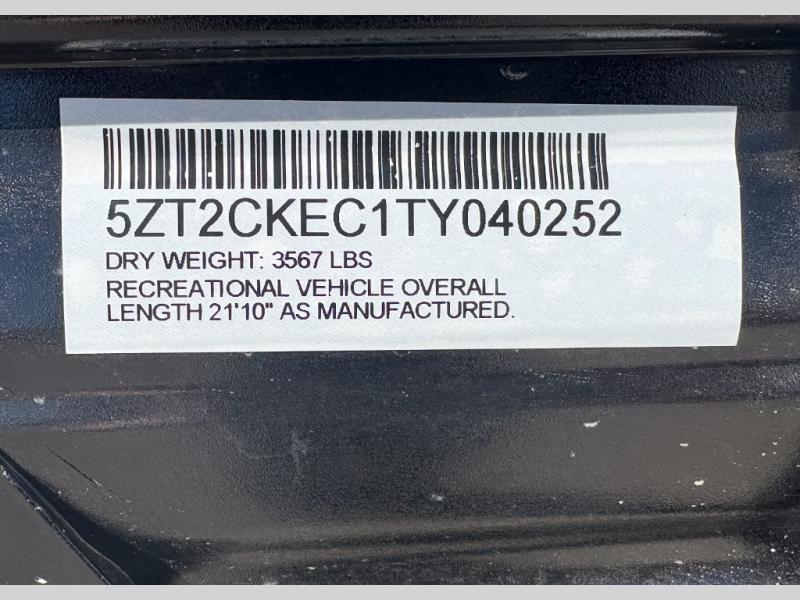 5ZT2CKEC1TY040252
DRY WEIGHT: 3567 LBS
RECREATIONAL VEHICLE OVERALL
LENGTH 21'10" AS MANUFACTURED.